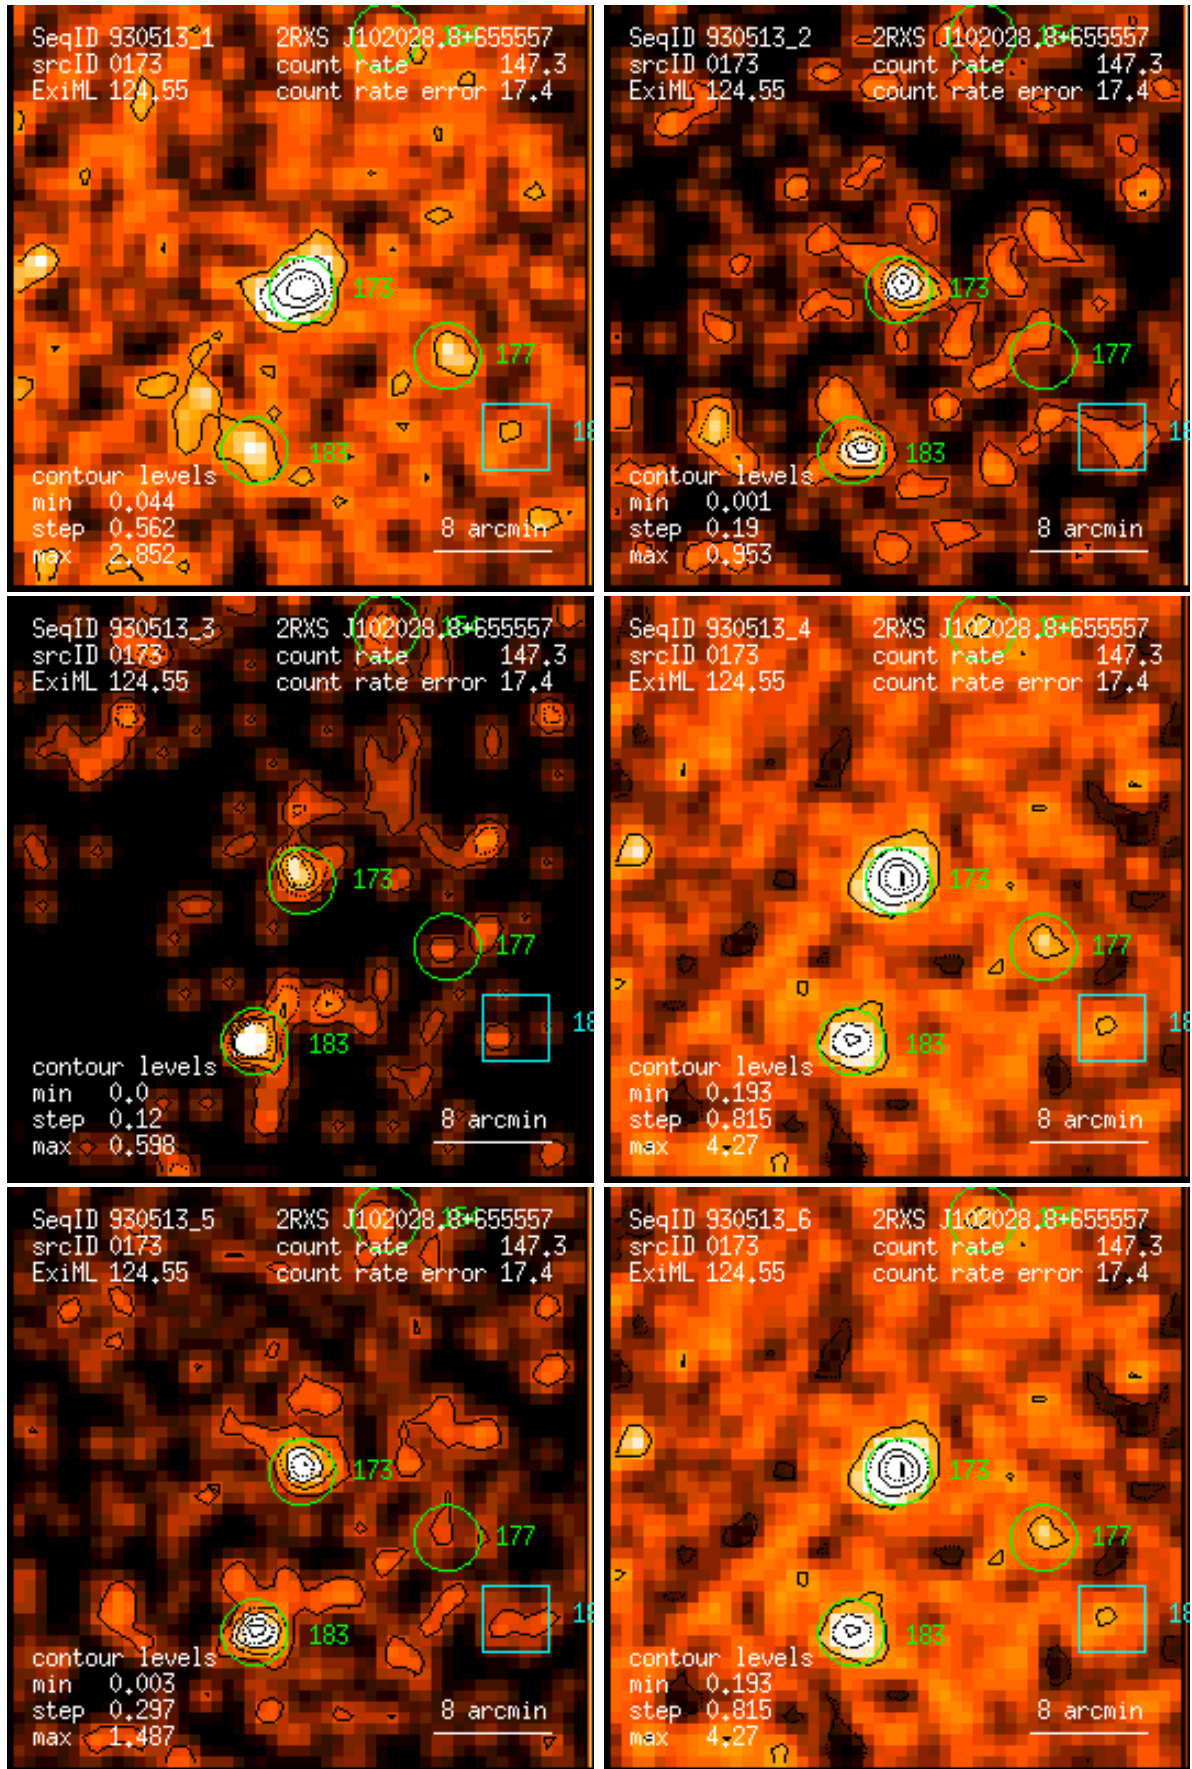 SeqID 930513_1 2RXS J102028.8+655557
srcID 0173 count rate 147.3
ExiML 124.55 count rate error 17.4
173
177
18
183
contour levels
min 0.044
step 0.562 8 arcmin
max 2.852
SeqID 930513_2 2RXS J102028.8+655557
srcID 0173 count rate 147.3
ExiML 124.55 count rate error 17.4
173
177
18
183
contour levels
min 0.001
step 0.19 8 arcmin
max 0.953
SeqID 930513_3 2RXS J102028.8+655557
srcID 0173 count rate 147.3
ExiML 124.55 count rate error 17.4
173
177
18
183
contour levels
min 0.0
step 0.12 8 arcmin
max 0.598
SeqID 930513_4 2RXS J102028.8+655557
srcID 0173 count rate 147.3
ExiML 124.55 count rate error 17.4
173
177
18
183
contour levels
min 0.193
step 0.815 8 arcmin
max 4.27
SeqID 930513_5 2RXS J102028.8+655557
srcID 0173 count rate 147.3
ExiML 124.55 count rate error 17.4
173
177
18
183
contour levels
min 0.003
step 0.297 8 arcmin
max 1.487
SeqID 930513_6 2RXS J102028.8+655557
srcID 0173 count rate 147.3
ExiML 124.55 count rate error 17.4
173
177
18
183
contour levels
min 0.193
step 0.815 8 arcmin
max 4.27